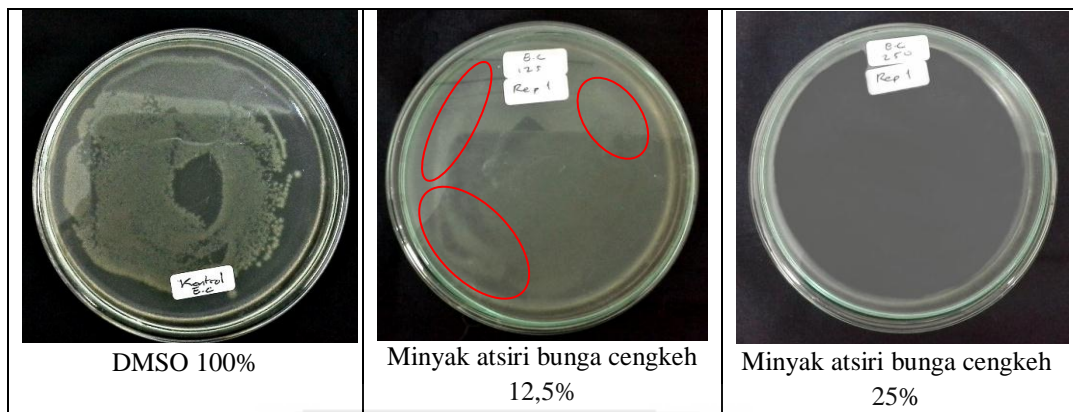 Kontrol
E.C
E.C
125
Rep 1
E.C
250
Rep 1
DMSO 100%
Minyak atsiri bunga cengkeh
12,5%
Minyak atsiri bunga cengkeh
25%